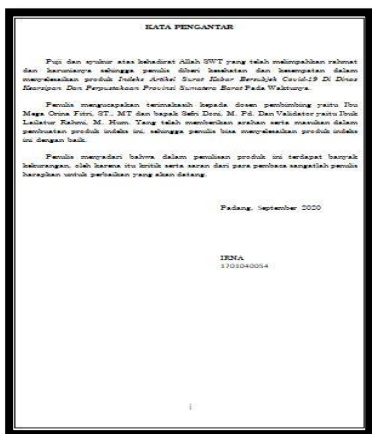 KATA PENGANTAR
Puji dan syukur atas kehadirat Allah SWT yang telah melimpahkan rahmat
dan karunianya sehingga penulis diberi kesehatan dan kesempatan dalam
menyelesaikan produk Indeks Artikel Surat Kabar Bersubjek Covid-19 Di Dinas
Kearsipan Dan Perpustakaan Provinsi Sumatera Barat Pada Waktunya.
Penulis mengucapakan terimakasih kepada dosen pembimbing yaitu Ibu
Mega Orina Fitri, ST., MT dan bapak Sefri Doni, M. Pd. Dan Validator yaitu Ibuk
Lailatur Rahmi, M. Hum. Yang telah memberikan arahan serta masukan dalam
pembuatan produk indeks ini, sehingga penulis bisa menyelesaikan produk indeks
ini dengan baik.
Penulis menyadari bahwa dalam penulisan produk ini terdapat banyak
kekurangan, oleh karena itu kritik serta saran dari para pembaca sangatlah penulis
harapkan untuk perbaikan yang akan datang.
Padang, September 2020
IRNA
1701040054